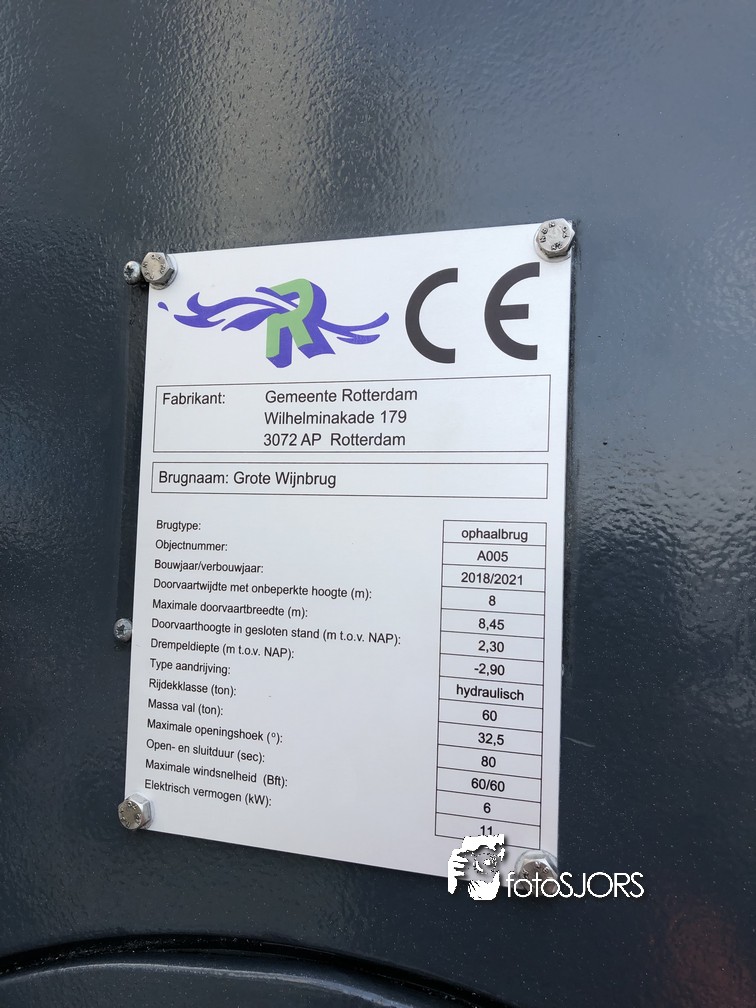 R CE
Fabrikant: Gemeente Rotterdam
Wilhelminakade 179
3072 AP Rotterdam
Brugnaam: Grote Wijnbrug
Brugtype: ophaalbrug
Objectnummer: A005
Bouwjaar/verbouwjaar: 2018/2021
Doorvaartwijdte met onbeperkte hoogte (m): 8
Maximale doorvaartbreedte (m): 8,45
Doorvaarthoogte in gesloten stand (m t.o.v. NAP): 2,30
Drempeldiepte (m t.o.v. NAP): -2,90
Type aandrijving: hydraulisch
Rijdekklasse (ton): 60
Massa val (ton): 32,5
Maximale openingshoek (°): 80
Open- en sluitduur (sec): 60/60
Maximale windsnelheid (Bft): 6
Elektrisch vermogen (kW): 11
fotoSJORS